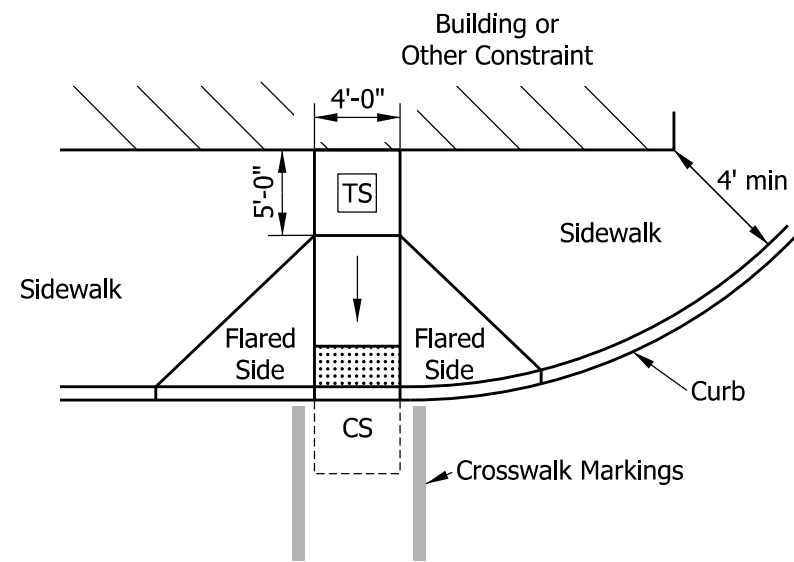 Building or
Other Constraint
4'-0"
5'-0"
TS
4' min
Sidewalk
Sidewalk
Flared
Side
Flared
Side
Curb
CS
Crosswalk Markings